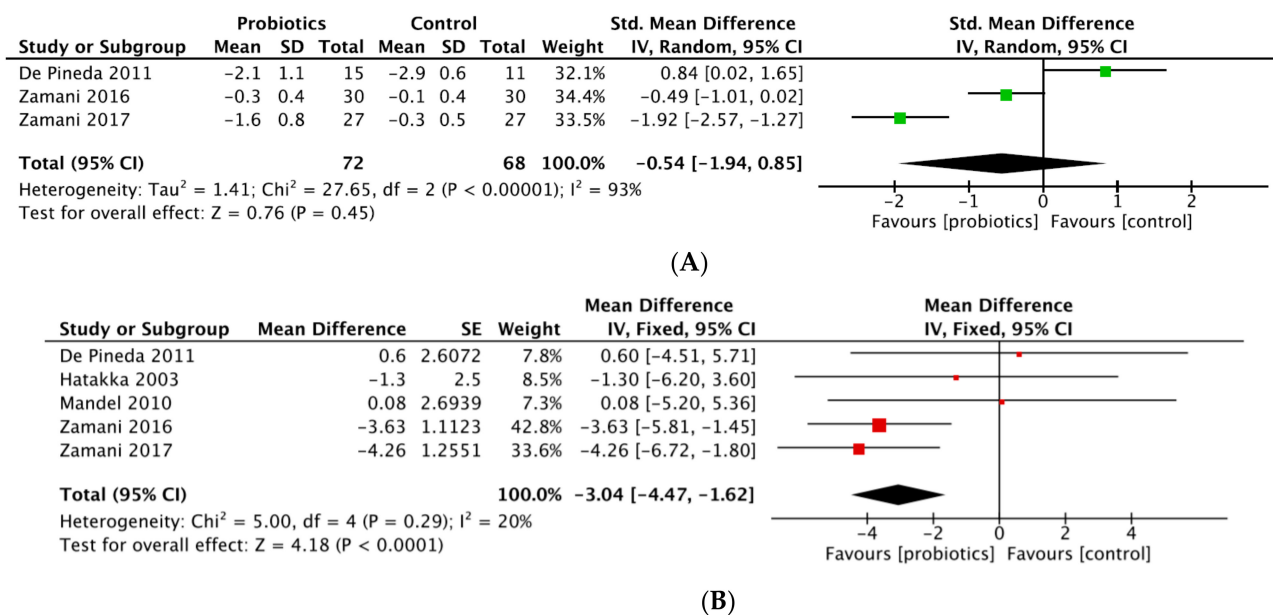 Probiotics Control Std. Mean Difference Std. Mean Difference
Study or Subgroup Mean SD Total Mean SD Total Weight IV, Random, 95% CI IV, Random, 95% CI
De Pineda 2011 −2.1 1.1 15 −2.9 0.6 11 32.1% 0.84 [0.02, 1.65]
Zamani 2016 −0.3 0.4 30 −0.1 0.4 30 34.4% −0.49 [−1.01, 0.02]
Zamani 2017 −1.6 0.8 27 −0.3 0.5 27 33.5% −1.92 [−2.57, −1.27]
Total (95% CI) 72 68 100.0% −0.54 [−1.94, 0.85]
Heterogeneity: Tau² = 1.41; Chi² = 27.65, df = 2 (P < 0.00001); I² = 93%
Test for overall effect: Z = 0.76 (P = 0.45)
−2 −1 0 1 2
Favours [probiotics] Favours [control]
(A)
Mean Difference Mean Difference
Study or Subgroup Mean Difference SE Weight IV, Fixed, 95% CI IV, Fixed, 95% CI
De Pineda 2011 0.6 2.6072 7.8% 0.60 [−4.51, 5.71]
Hatakka 2003 −1.3 2.5 8.5% −1.30 [−6.20, 3.60]
Mandel 2010 0.08 2.6939 7.3% 0.08 [−5.20, 5.36]
Zamani 2016 −3.63 1.1123 42.8% −3.63 [−5.81, −1.45]
Zamani 2017 −4.26 1.2551 33.6% −4.26 [−6.72, −1.80]
Total (95% CI) 100.0% −3.04 [−4.47, −1.62]
Heterogeneity: Chi² = 5.00, df = 4 (P = 0.29); I² = 20%
Test for overall effect: Z = 4.18 (P < 0.0001)
−4 −2 0 2 4
Favours [probiotics] Favours [control]
(B)